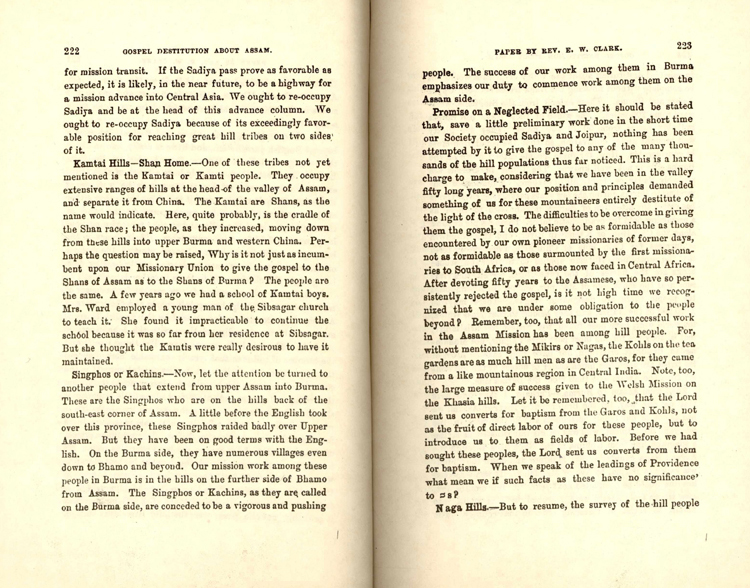 222 GOSPEL DESTITUTION ABOUT ASSAM.
for mission transit. If the Sadiya pass prove as favorable as
expected, it is likely, in the near future, to be a highway for
a mission advance into Central Asia. We ought to re-occupy
Sadiya and be at the head of this advance column. We
ought to re-occupy Sadiya because of its exceedingly favor-
able position for reaching great hill tribes on two sides
of it.
Kamtai Hills—Shan Home.—One of these tribes not yet
mentioned is the Kamtai or Kamti people. They occupy
extensive ranges of hills at the head of the valley of Assam,
and separate it from China. The Kamtai are Shans, as the
name would indicate. Here, quite probably, is the cradle of
the Shan race; the people, as they increased, moving down
from these hills into upper Burma and western China. Per-
haps the question may be raised, Why is it not just as incum-
bent upon our Missionary Union to give the gospel to the
Shans of Assam as to the Shans of Burma? The people are
the same. A few years ago we had a school of Kamtai boys.
Mrs. Ward employed a young man of the Sibsagar church
to teach it. She found it impracticable to continue the
school because it was so far from her residence at Sibsagar.
But she thought the Kamtis were really desirous to have it
maintained.
Singphos or Kachins.—Now, let the attention be turned to
another people that extend from upper Assam into Burma.
These are the Singphos who are on the hills back of the
south-east corner of Assam. A little before the English took
over this province, these Singphos raided badly over Upper
Assam. But they have been on good terms with the Eng-
lish. On the Burma side, they have numerous villages even
down to Bhamo and beyond. Our mission work among these
people in Burma is in the hills on the further side of Bhamo
from Assam. The Singphos or Kachins, as they are called
on the Burma side, are conceded to be a vigorous and pushing
PAPER BY REV. E. W. CLARK. 223
people. The success of our work among them in Burma
emphasizes our duty to commence work among them on the
Assam side.
Promise on a Neglected Field.—Here it should be stated
that, save a little preliminary work done in the short time
our Society occupied Sadiya and Joipur, nothing has been
attempted by it to give the gospel to any of the many thou-
sands of the hill populations thus far noticed. This is a hard
charge to make, considering that we have been in the valley
fifty long years, where our position and principles demanded
something of us for these mountaineers entirely destitute of
the light of the cross. The difficulties to be overcome in giving
them the gospel, I do not believe to be as formidable as those
encountered by our own pioneer missionaries of former days,
not as formidable as those surmounted by the first missiona-
ries to South Africa, or as those now faced in Central Africa.
After devoting fifty years to the Assamese, who have so per-
sistently rejected the gospel, is it not high time we recog-
nized that we are under some obligation to the people
beyond? Remember, too, that all our more successful work
in the Assam Mission has been among hill people. For,
without mentioning the Mikirs or Nagas, the Kohls on the tea
gardens are as much hill men as are the Garos, for they came
from a like mountainous region in Central India. Note, too,
the large measure of success given to the Welsh Mission on
the Khasia hills. Let it be remembered, too, that the Lord
sent us converts for baptism from the Garos and Kohls, not
as the fruit of direct labor of ours for these people, but to
introduce us to them as fields of labor. Before we had
sought these peoples, the Lord sent us converts from them
for baptism. When we speak of the leadings of Providence
what mean we if such facts as these have no significance
to us?
Naga Hills.—But to resume, the survey of the hill people